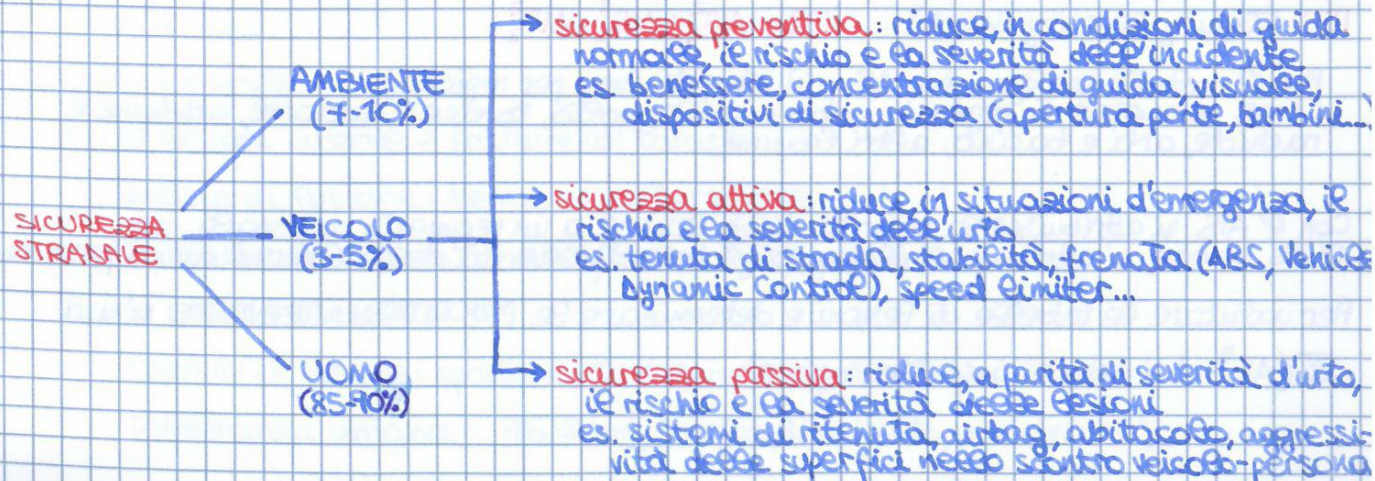 sicurezza preventiva: riduce, in condizioni di guida
normale, il rischio e la severità dell'incidente
es. benessere, concentrazione di guida, visuale,
dispositivi di sicurezza (apertura porte, bambini...)
AMBIENTE
(7-10%)
SICUREZZA
STRADALE
VEICOLO
(3-5%)
sicurezza attiva: riduce, in situazioni d'emergenza, il
rischio e la severità dell'urto
es. tenuta di strada, stabilità, frenata (ABS, Vehicle
Dynamic Control), speed limiter...
UOMO
(85-90%)
sicurezza passiva: riduce, a parità di severità d'urto,
il rischio e la severità delle lesioni
es. sistemi di ritenuta, airbag, abitacolo, aggressi-
vità delle superfici nello scontro veicolo-persona